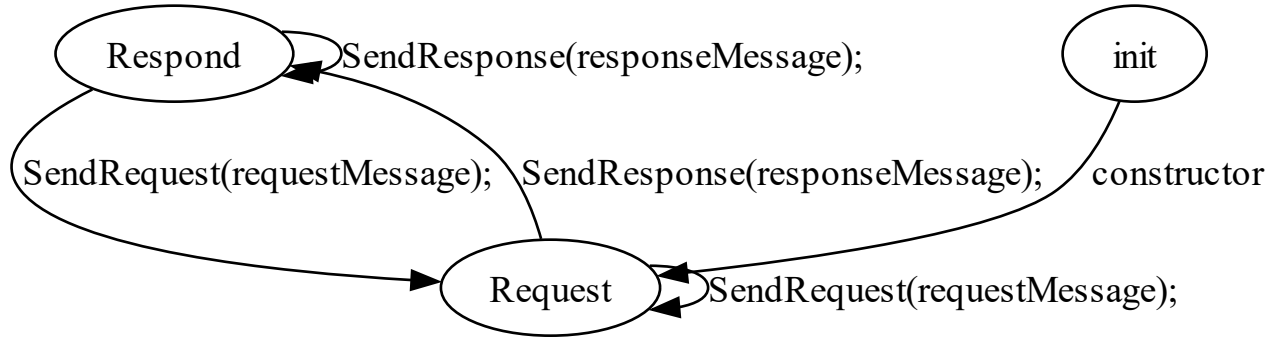 Respond
SendResponse(responseMessage);
init
SendRequest(requestMessage);
SendResponse(responseMessage);
constructor
Request
SendRequest(requestMessage);